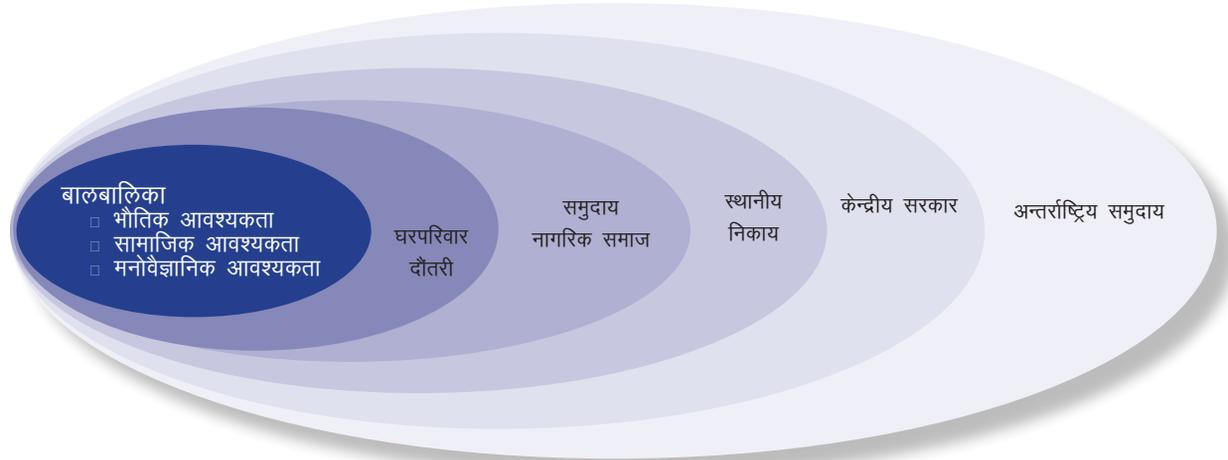 बालबालिका
भौतिक आवश्यकता
सामाजिक आवश्यकता
मनोवैज्ञानिक आवश्यकता
घरपरिवार
दौंतरी
समुदाय
नागरिक समाज
स्थानीय
निकाय
केन्द्रीय सरकार
अन्तर्राष्ट्रिय समुदाय